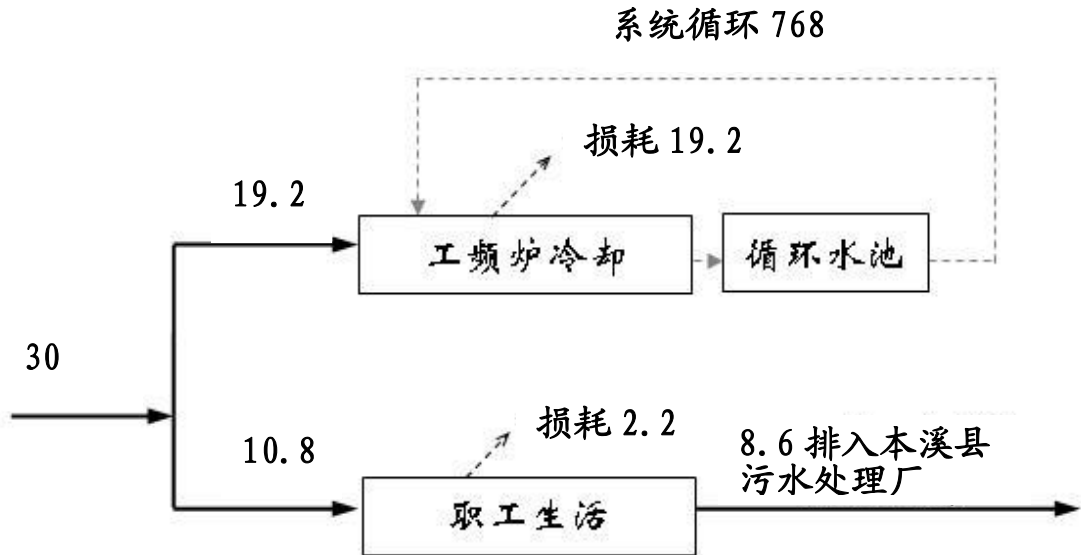 系统循环 768
损耗 19.2
19.2
工频炉冷却
循环水池
30
损耗 2.2
10.8
8.6 排入本溪县
污水处理厂
职工生活